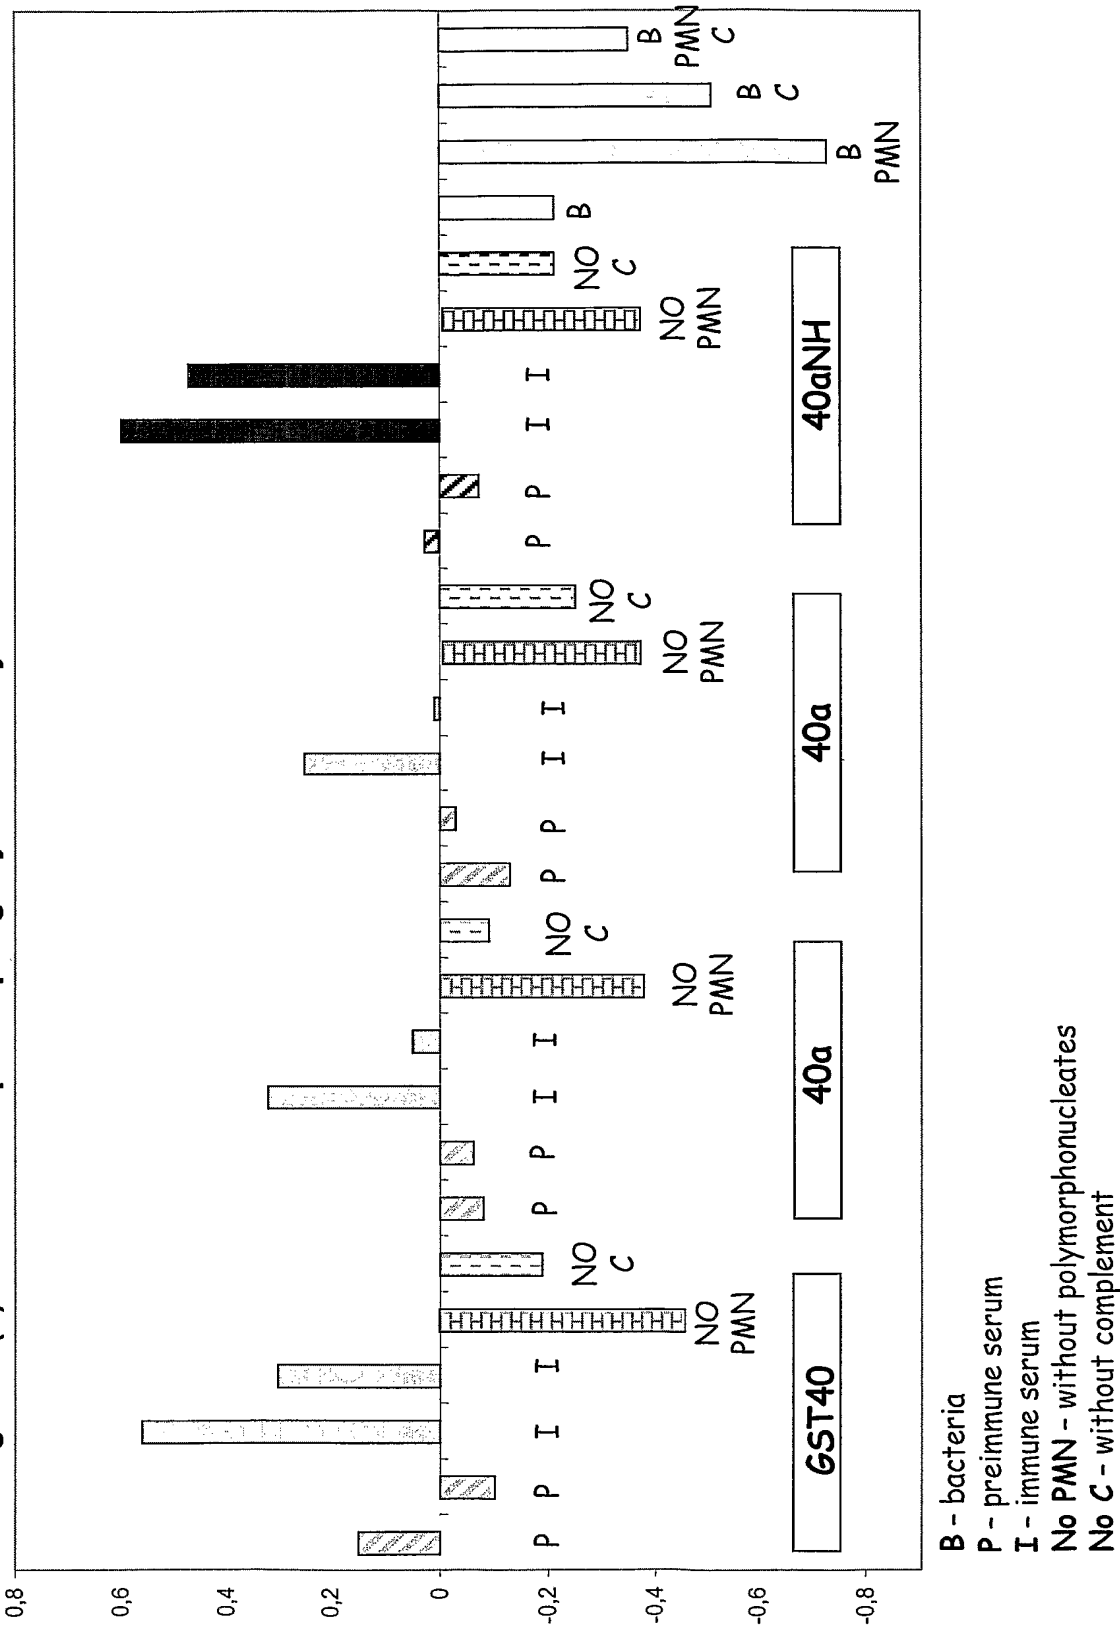 0,8
0,6
0,4
0,2
0
-0,2
-0,4
-0,6
-0,8
P P I I
NO
PMN
NO
C
P P I I
NO
PMN
NO
C
P P I I
NO
PMN
NO
C
P P I I
NO
PMN
NO
C
B
B
PMN
B
C
B
PMN
C
GST40
40a
40a
40aNH
B - bacteria
P - preimmune serum
I - immune serum
No PMN - without polymorphonucleates
No C - without complement